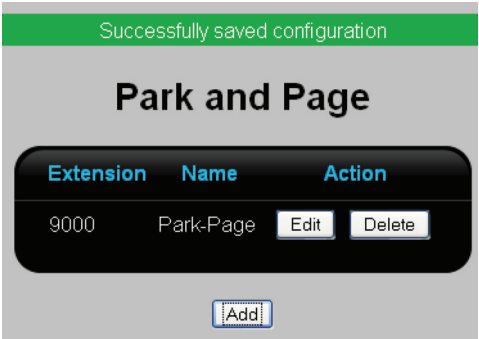 Successfully saved configuration
Park and Page
Extension Name Action
9000 Park-Page Edit Delete
Add